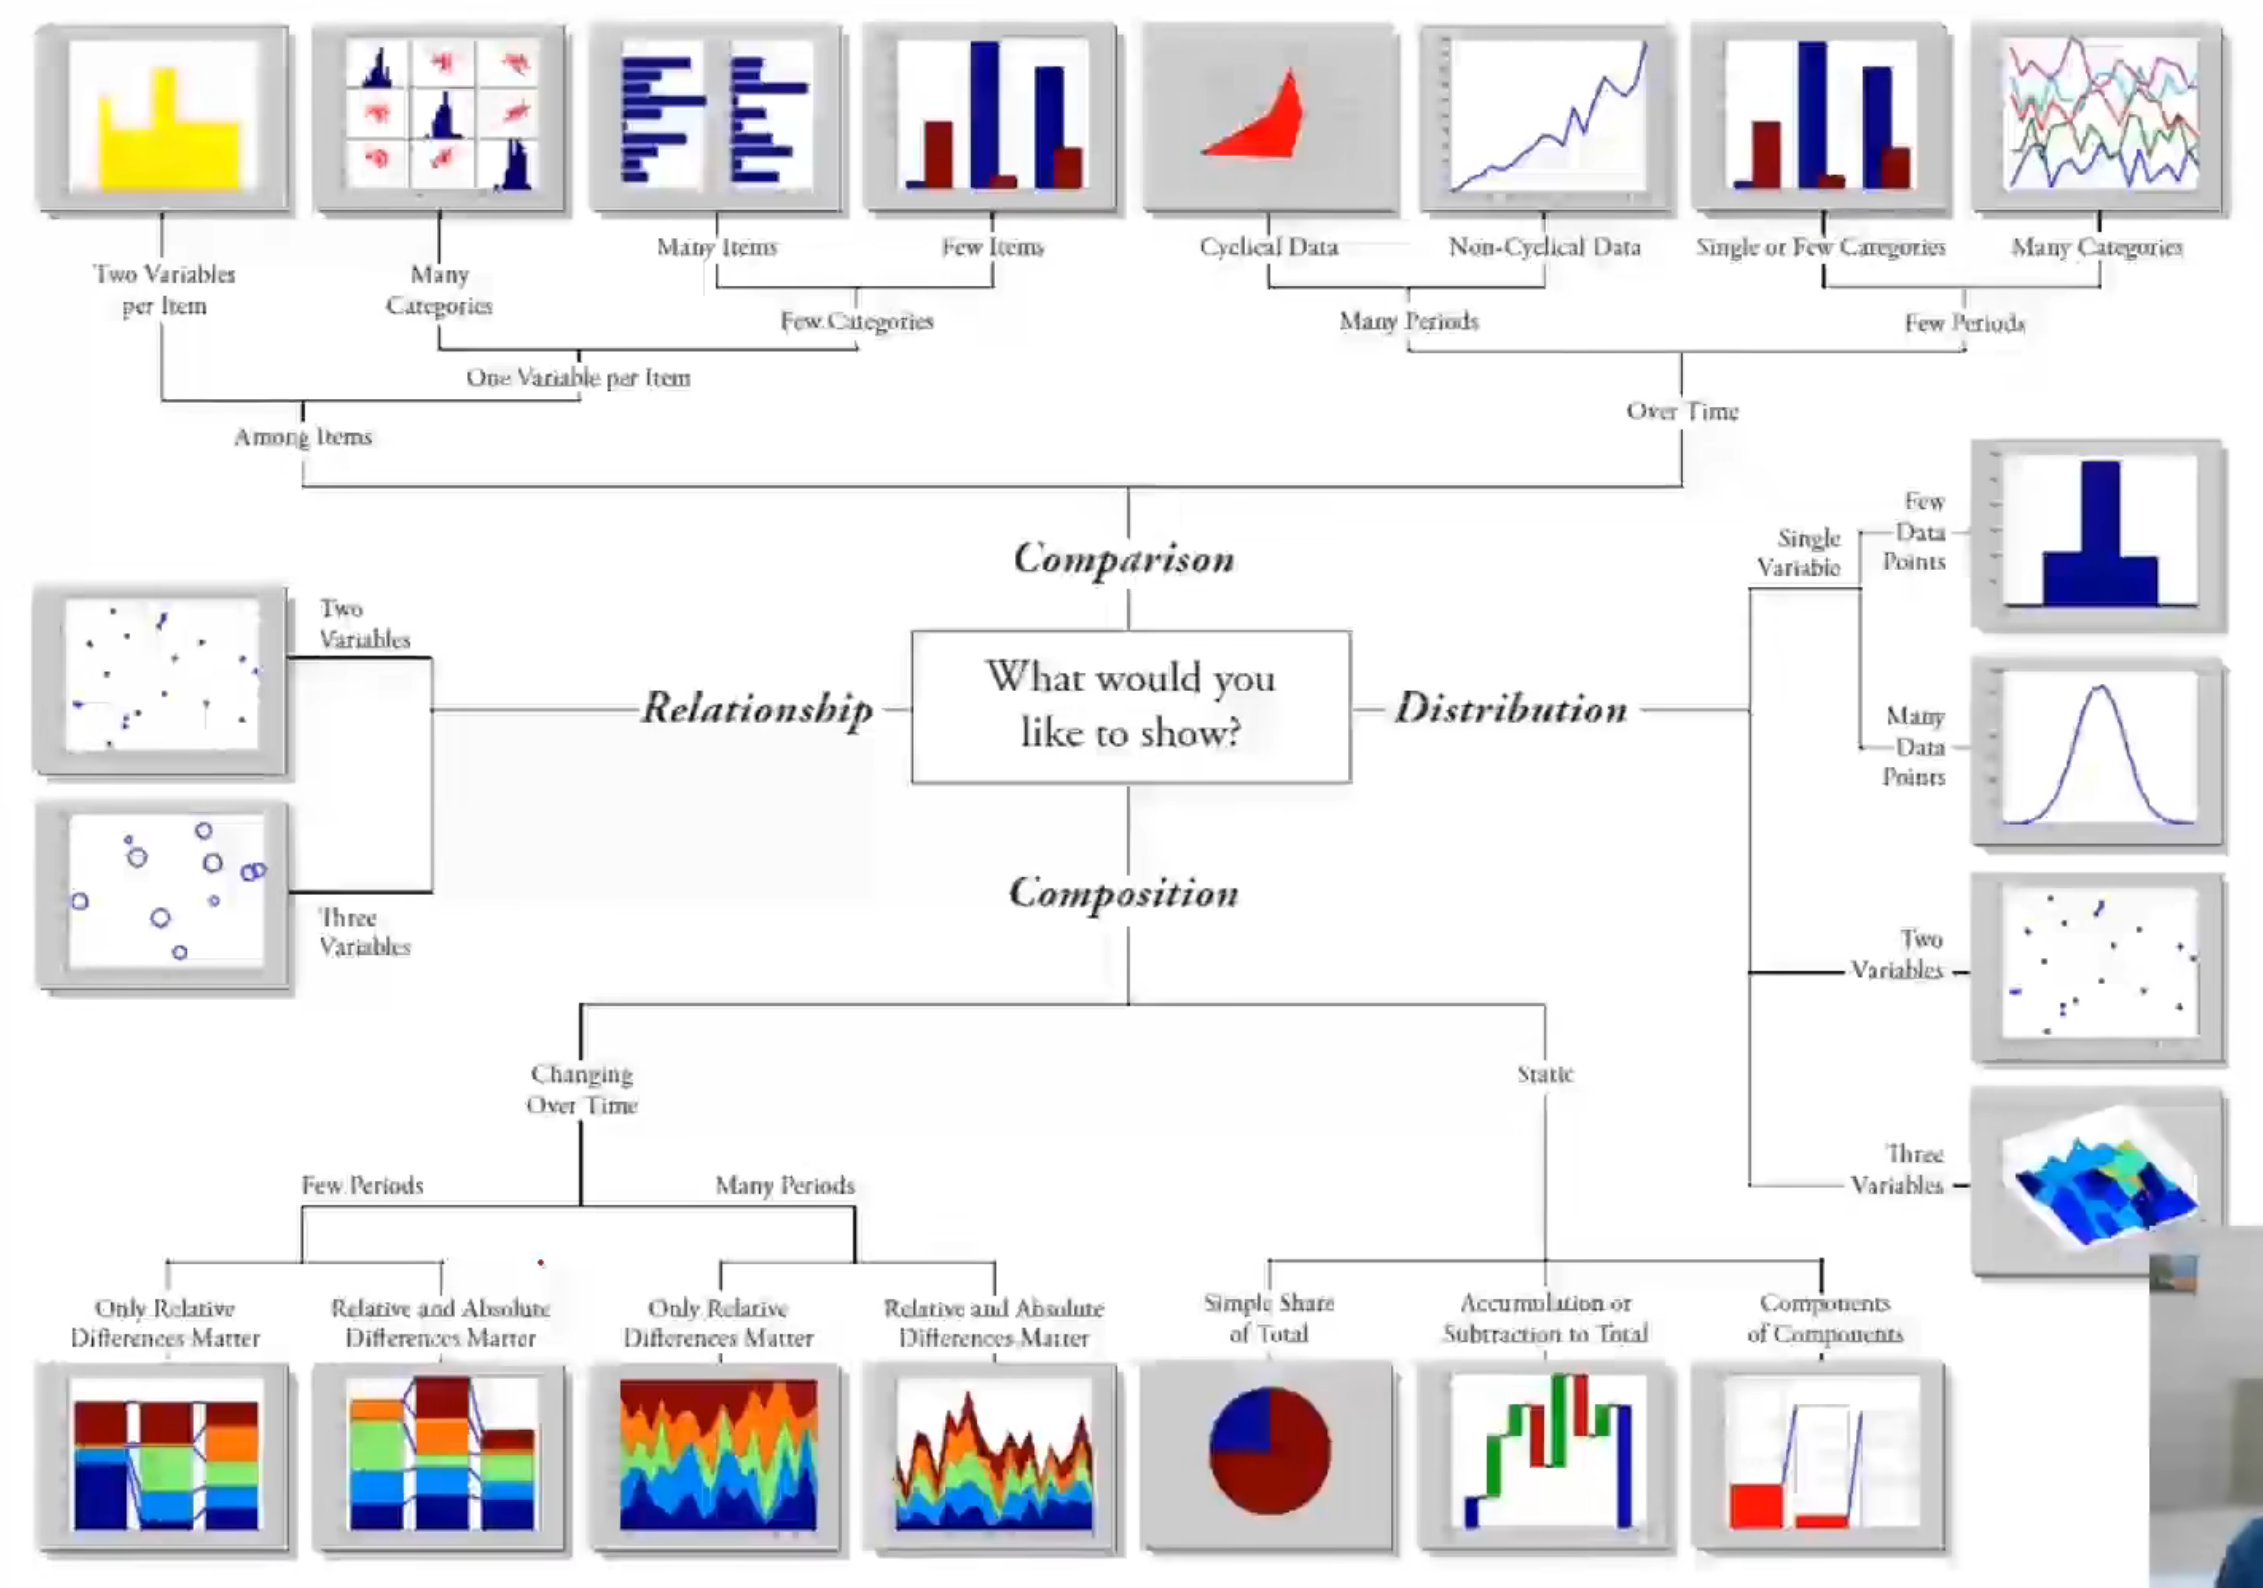 Many Items
Few Items
Cyclical Data
Non-Cyclical Data
Single or Few Categories
Many Categories
Two Variables
per Item
Many
Categories
Few Categories
Many Periods
Few Periods
One Variable per Item
Over Time
Among Items
Comparison
Few
Data
Points
Single
Variable
Two
Variables
What would you
like to show?
Relationship
Distribution
Many
Data
Points
Three
Variables
Composition
Two
Variables
Changing
Over Time
Static
Three
Variables
Few Periods
Many Periods
Only Relative
Differences Matter
Relative and Absolute
Differences Matter
Only Relative
Differences Matter
Relative and Absolute
Differences Matter
Simple Share
of Total
Accumulation or
Subtraction to Total
Components
of Components